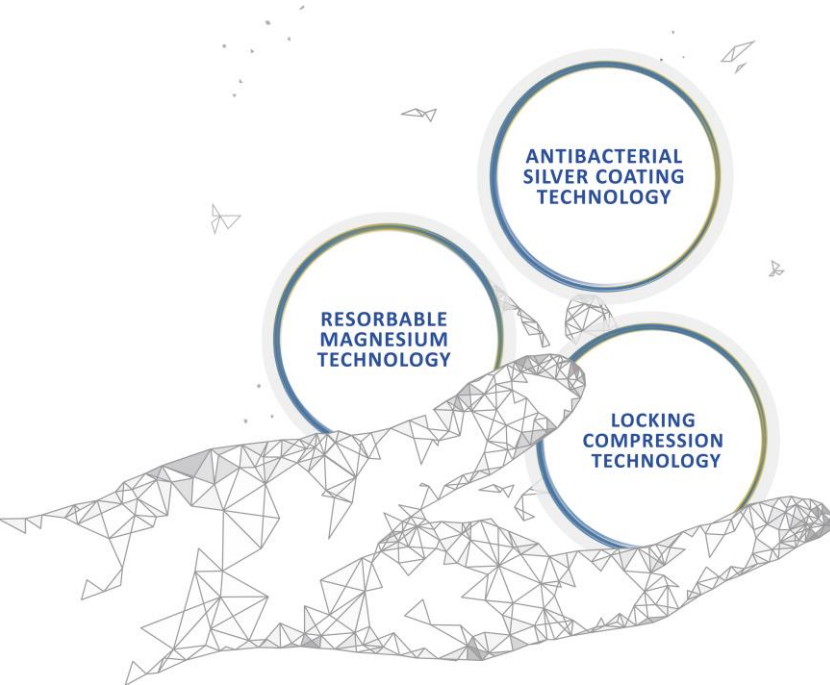 ANTIBACTERIAL
SILVER COATING
TECHNOLOGY
RESORBABLE
MAGNESIUM
TECHNOLOGY
LOCKING
COMPRESSION
TECHNOLOGY